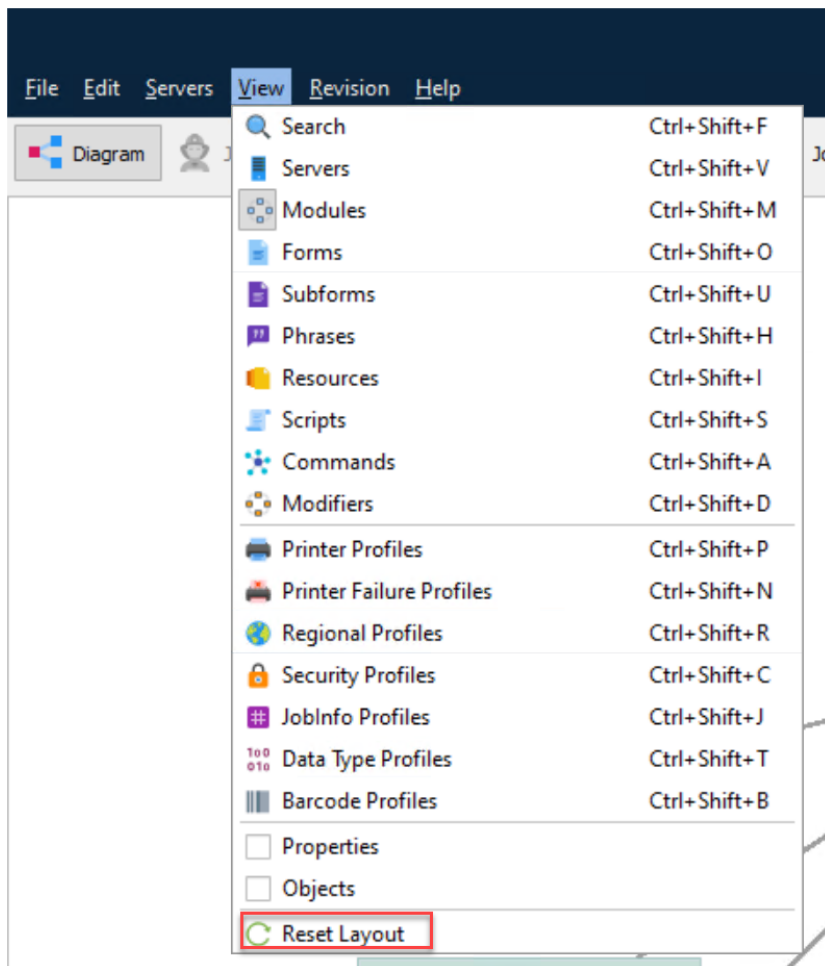 File Edit Servers View Revision Help
Diagram
Search Ctrl+Shift+F
Servers Ctrl+Shift+V
Modules Ctrl+Shift+M
Forms Ctrl+Shift+O
Subforms Ctrl+Shift+U
Phrases Ctrl+Shift+H
Resources Ctrl+Shift+I
Scripts Ctrl+Shift+S
Commands Ctrl+Shift+A
Modifiers Ctrl+Shift+D
Printer Profiles Ctrl+Shift+P
Printer Failure Profiles Ctrl+Shift+N
Regional Profiles Ctrl+Shift+R
Security Profiles Ctrl+Shift+C
JobInfo Profiles Ctrl+Shift+J
Data Type Profiles Ctrl+Shift+T
Barcode Profiles Ctrl+Shift+B
Properties
Objects
Reset Layout